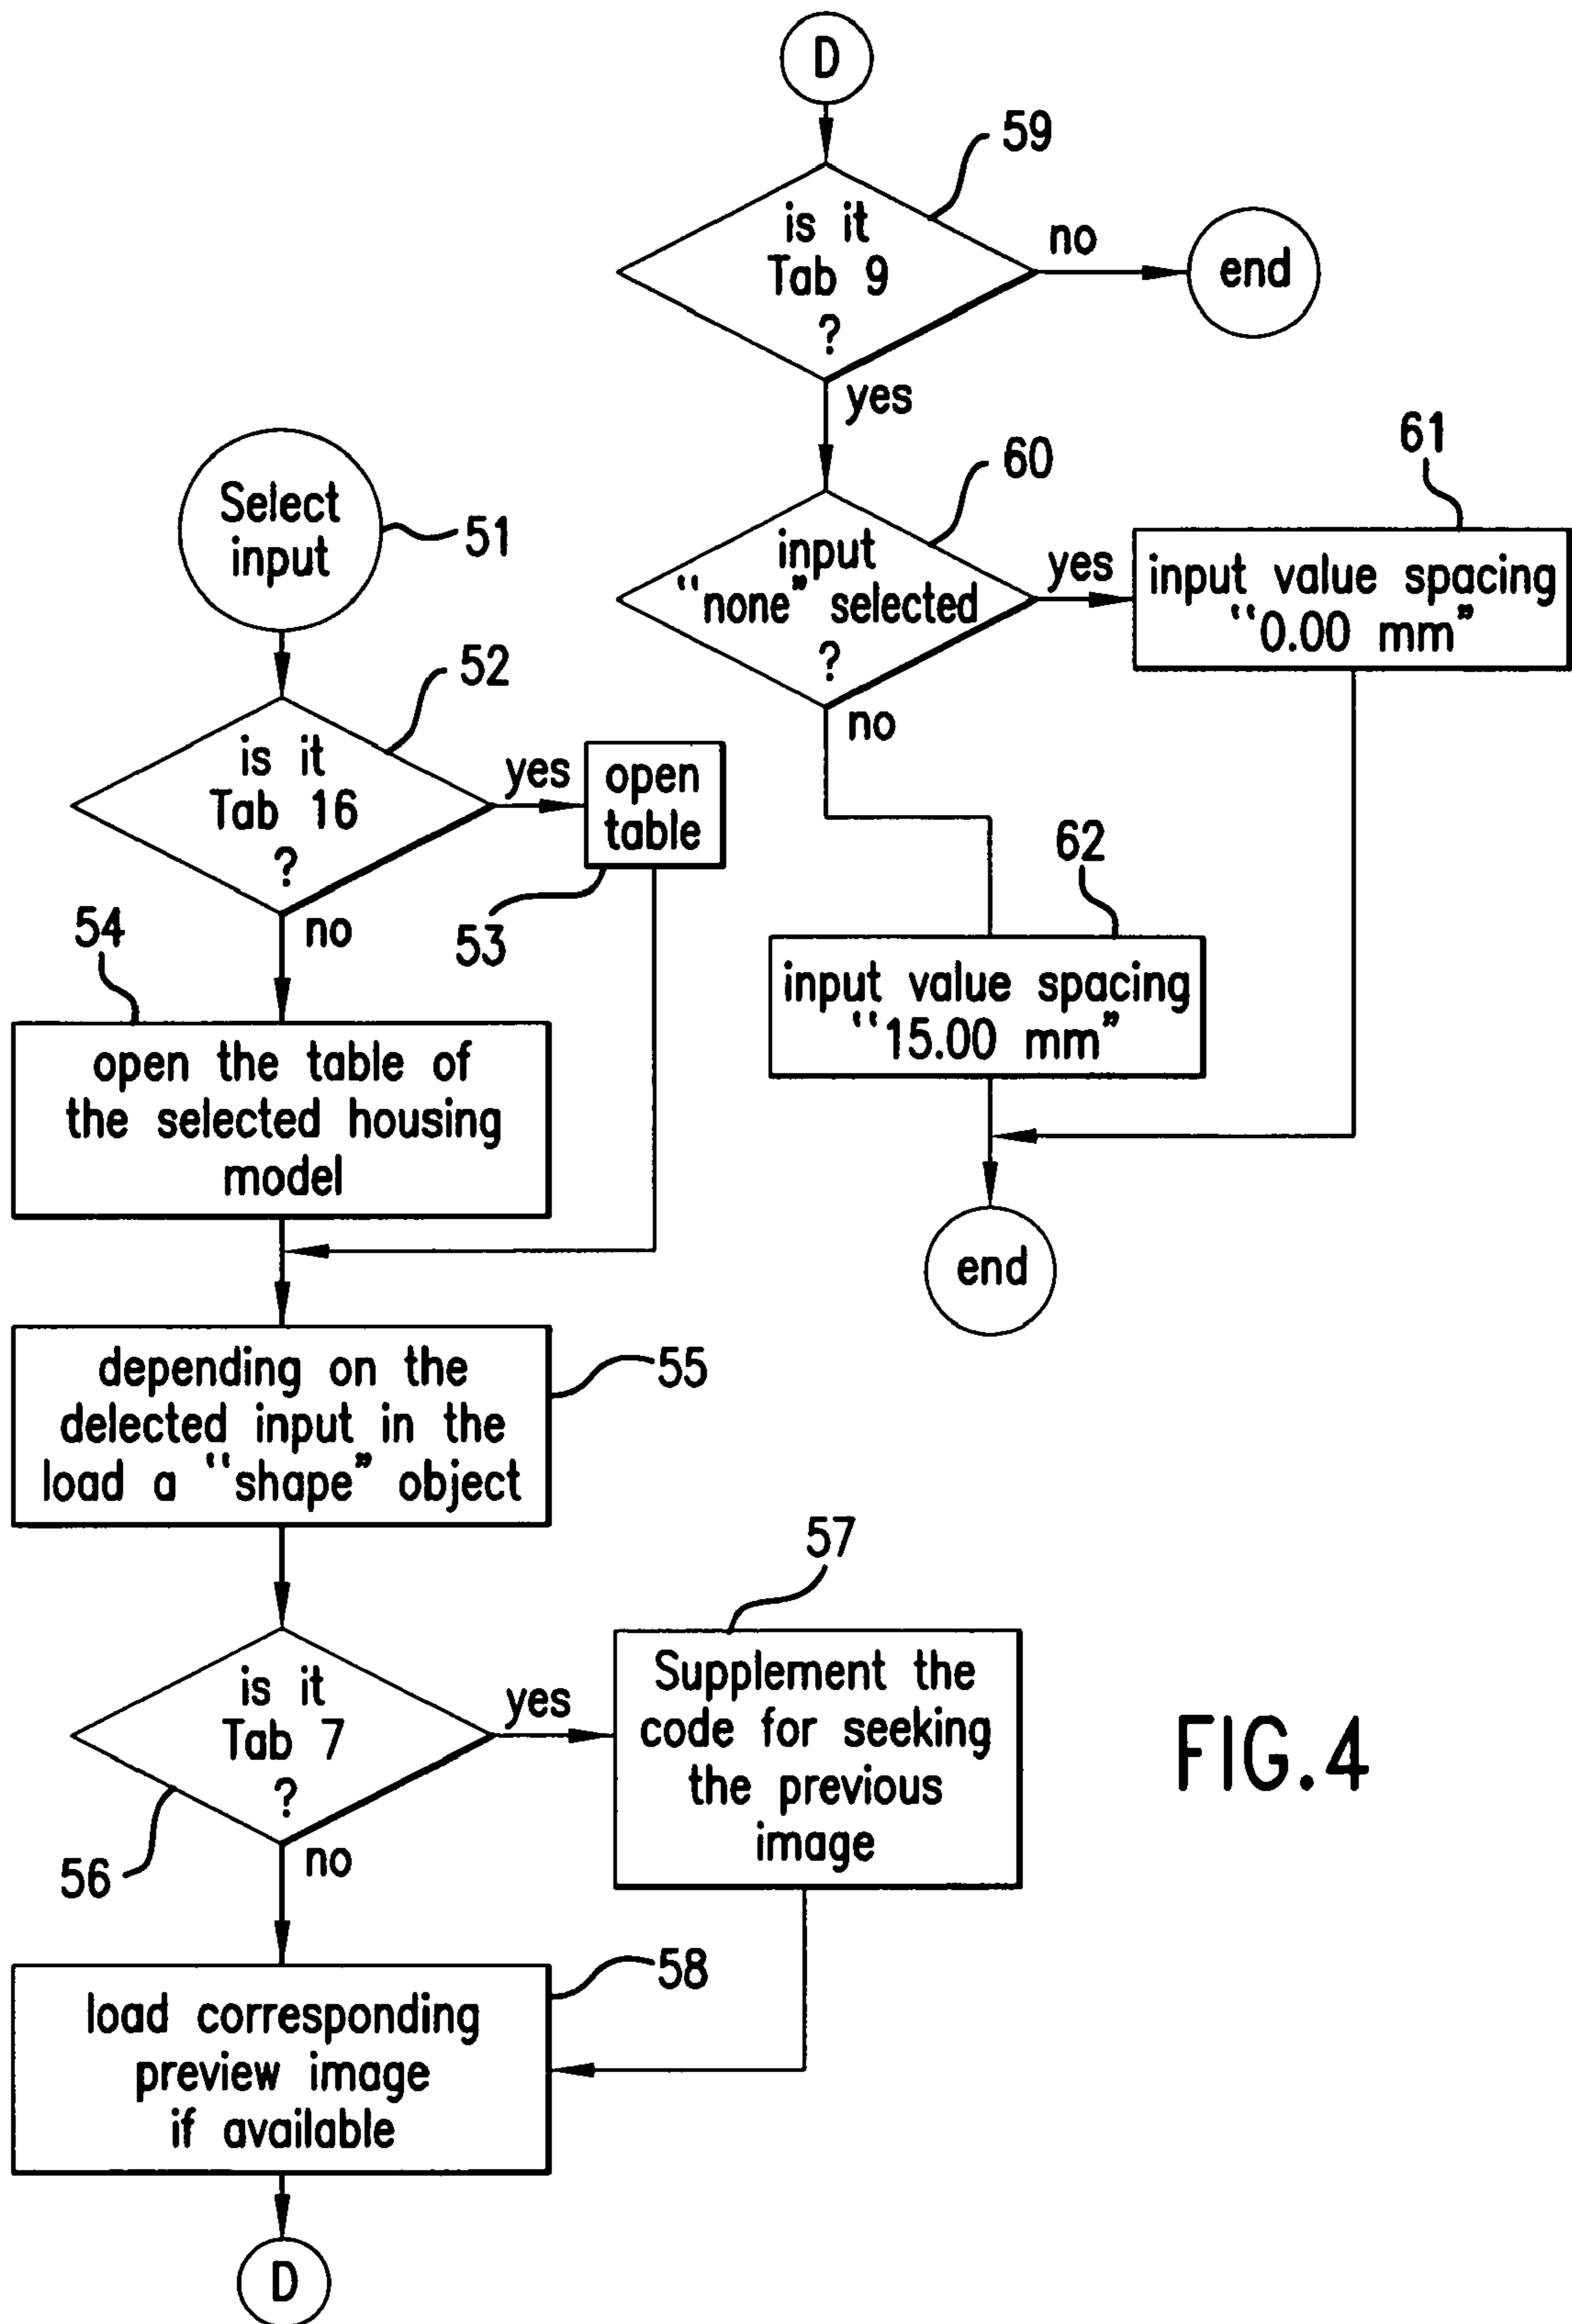 Select
input
51
is it
Tab 16
?
52
yes
no
open
table
53
54
open the table of
the selected housing
model
depending on the
delected input in the
load a "shape" object
55
is it
Tab 7
?
56
yes
no
57
Supplement the
code for seeking
the previous
image
load corresponding
preview image
if available
58
D
D
is it
Tab 9
?
59
no
end
yes
input
"none" selected
?
60
yes
no
61
input value spacing
"0.00 mm"
62
input value spacing
"15.00 mm"
end
FIG.4